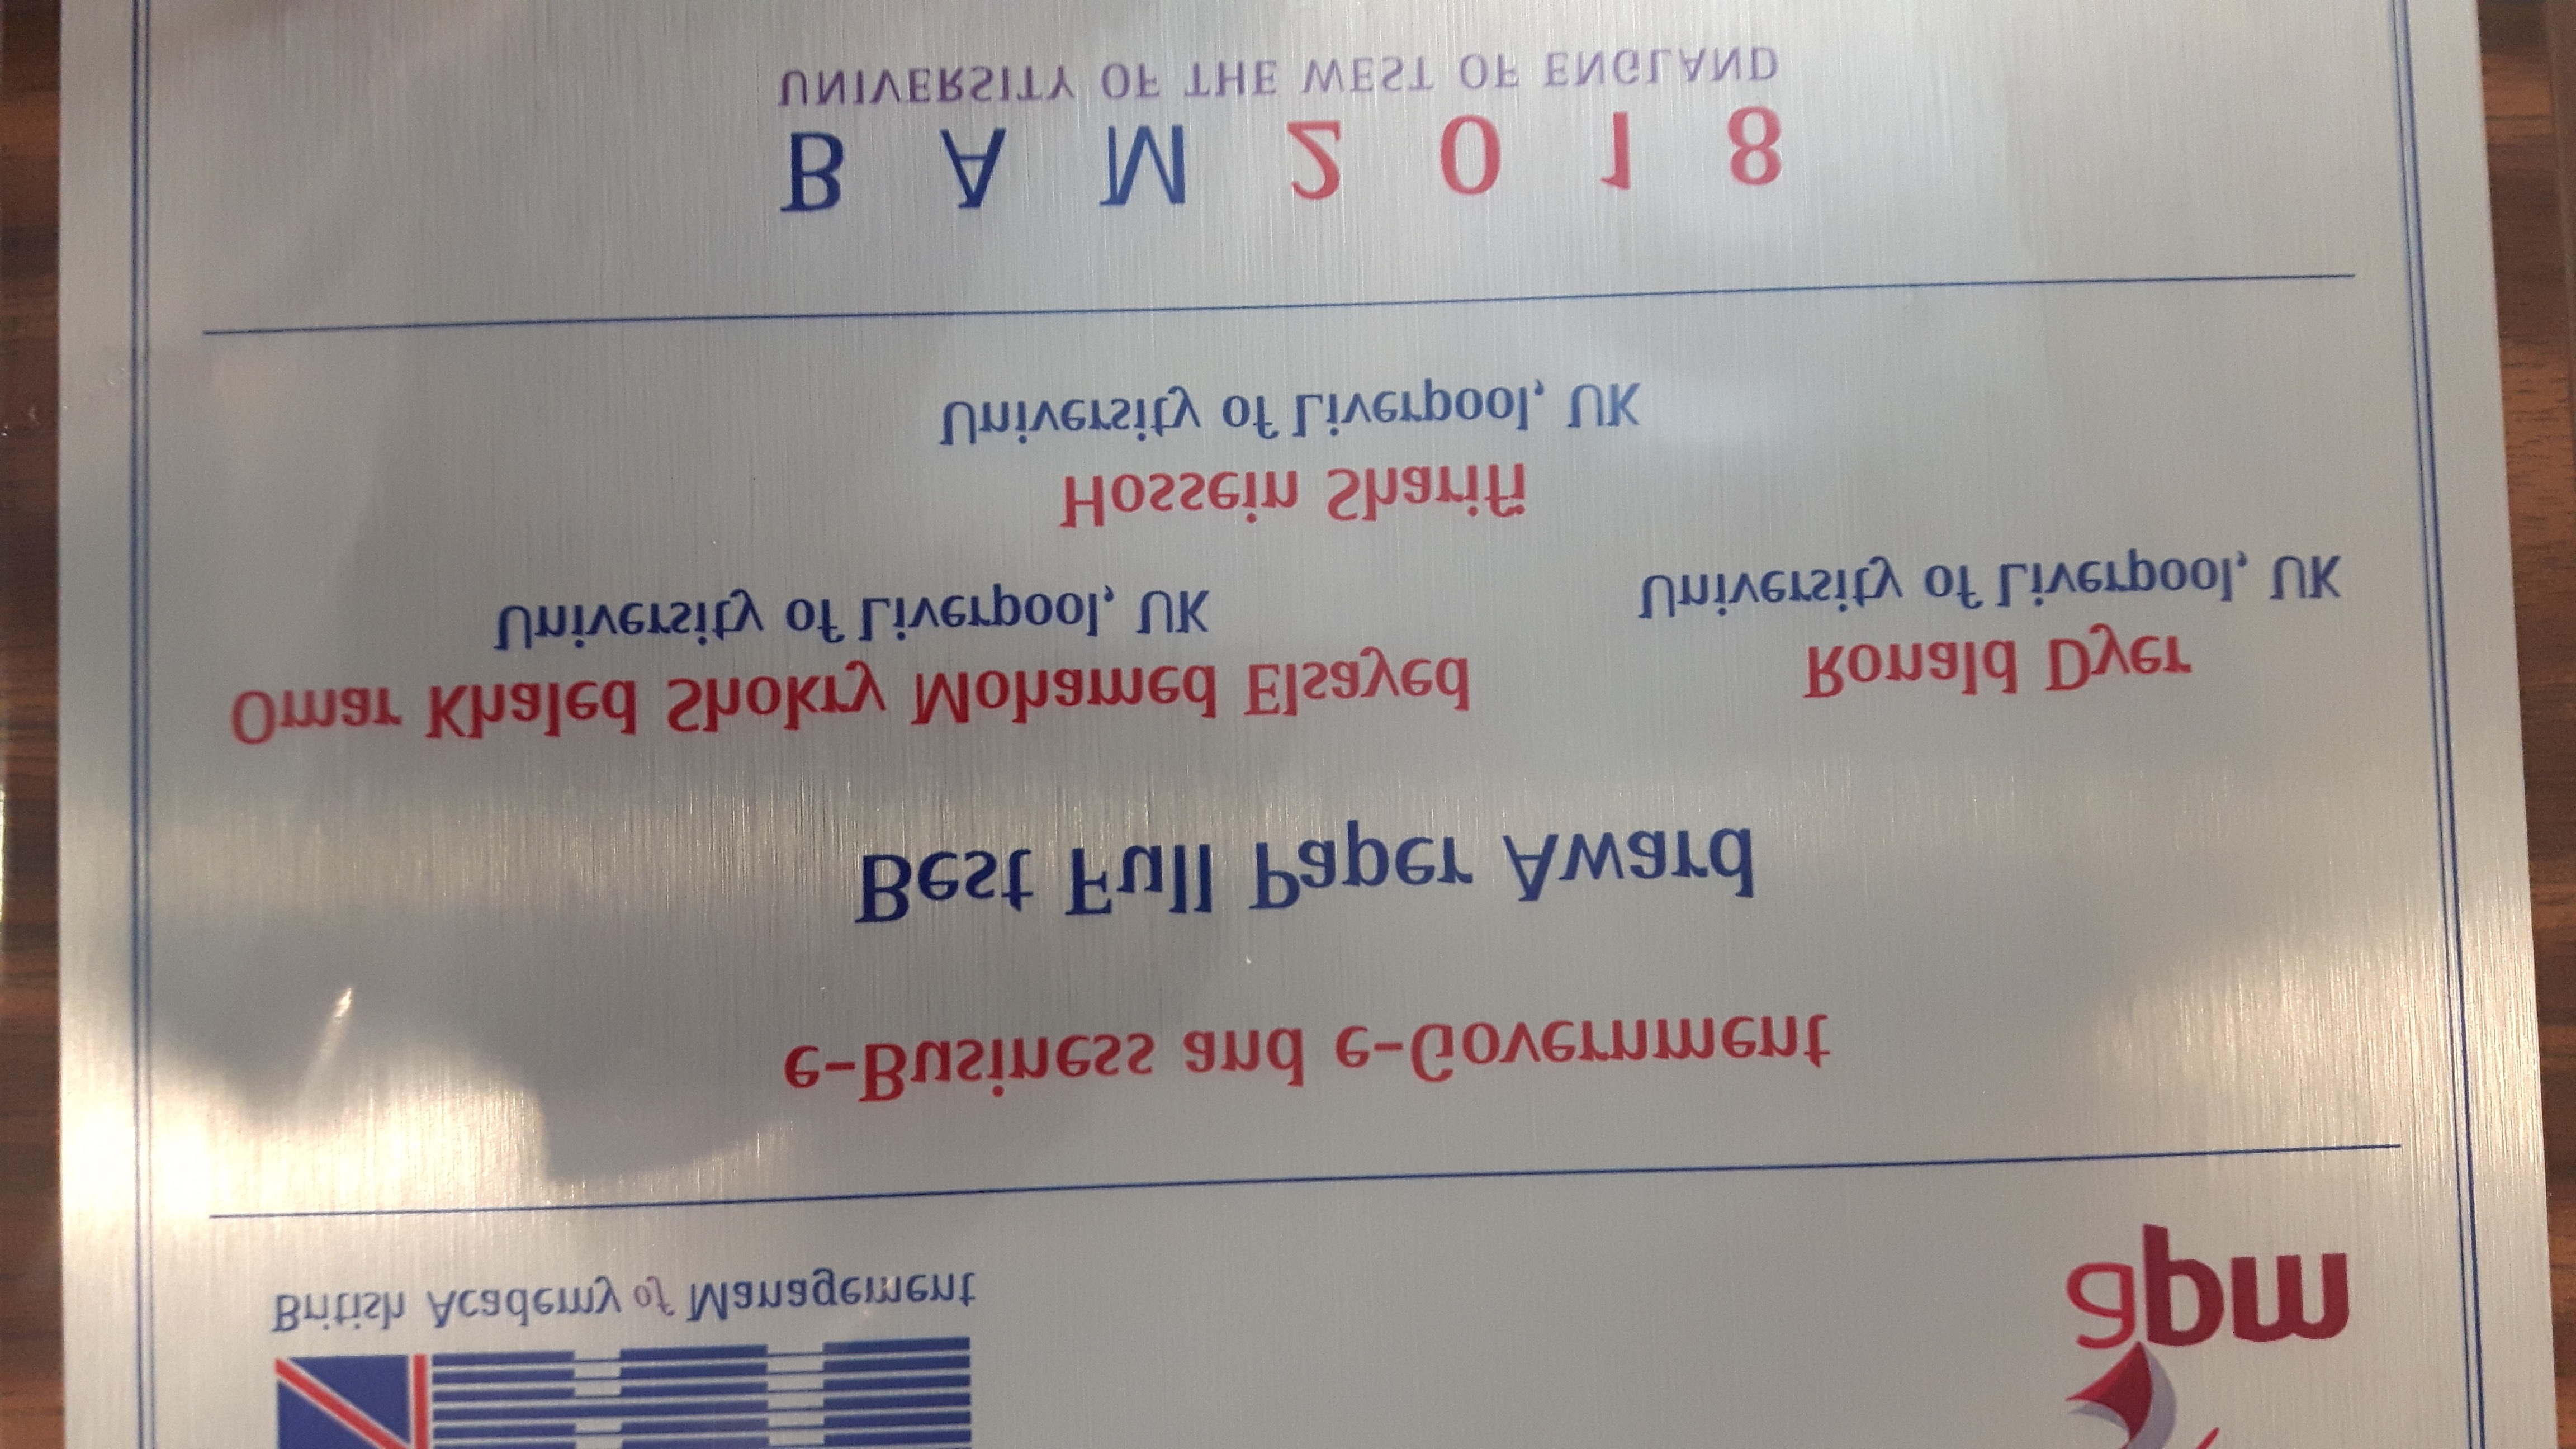 British Academy of Management
apm
e-Business and e-Government
Best Full Paper Award
Omar Khaled Shokry Mohamed Elsayed
University of Liverpool, UK
Ronald Dyer
University of Liverpool, UK
Hossein Sharifi
University of Liverpool, UK
BAM2018
UNIVERSITY OF THE WEST OF ENGLAND